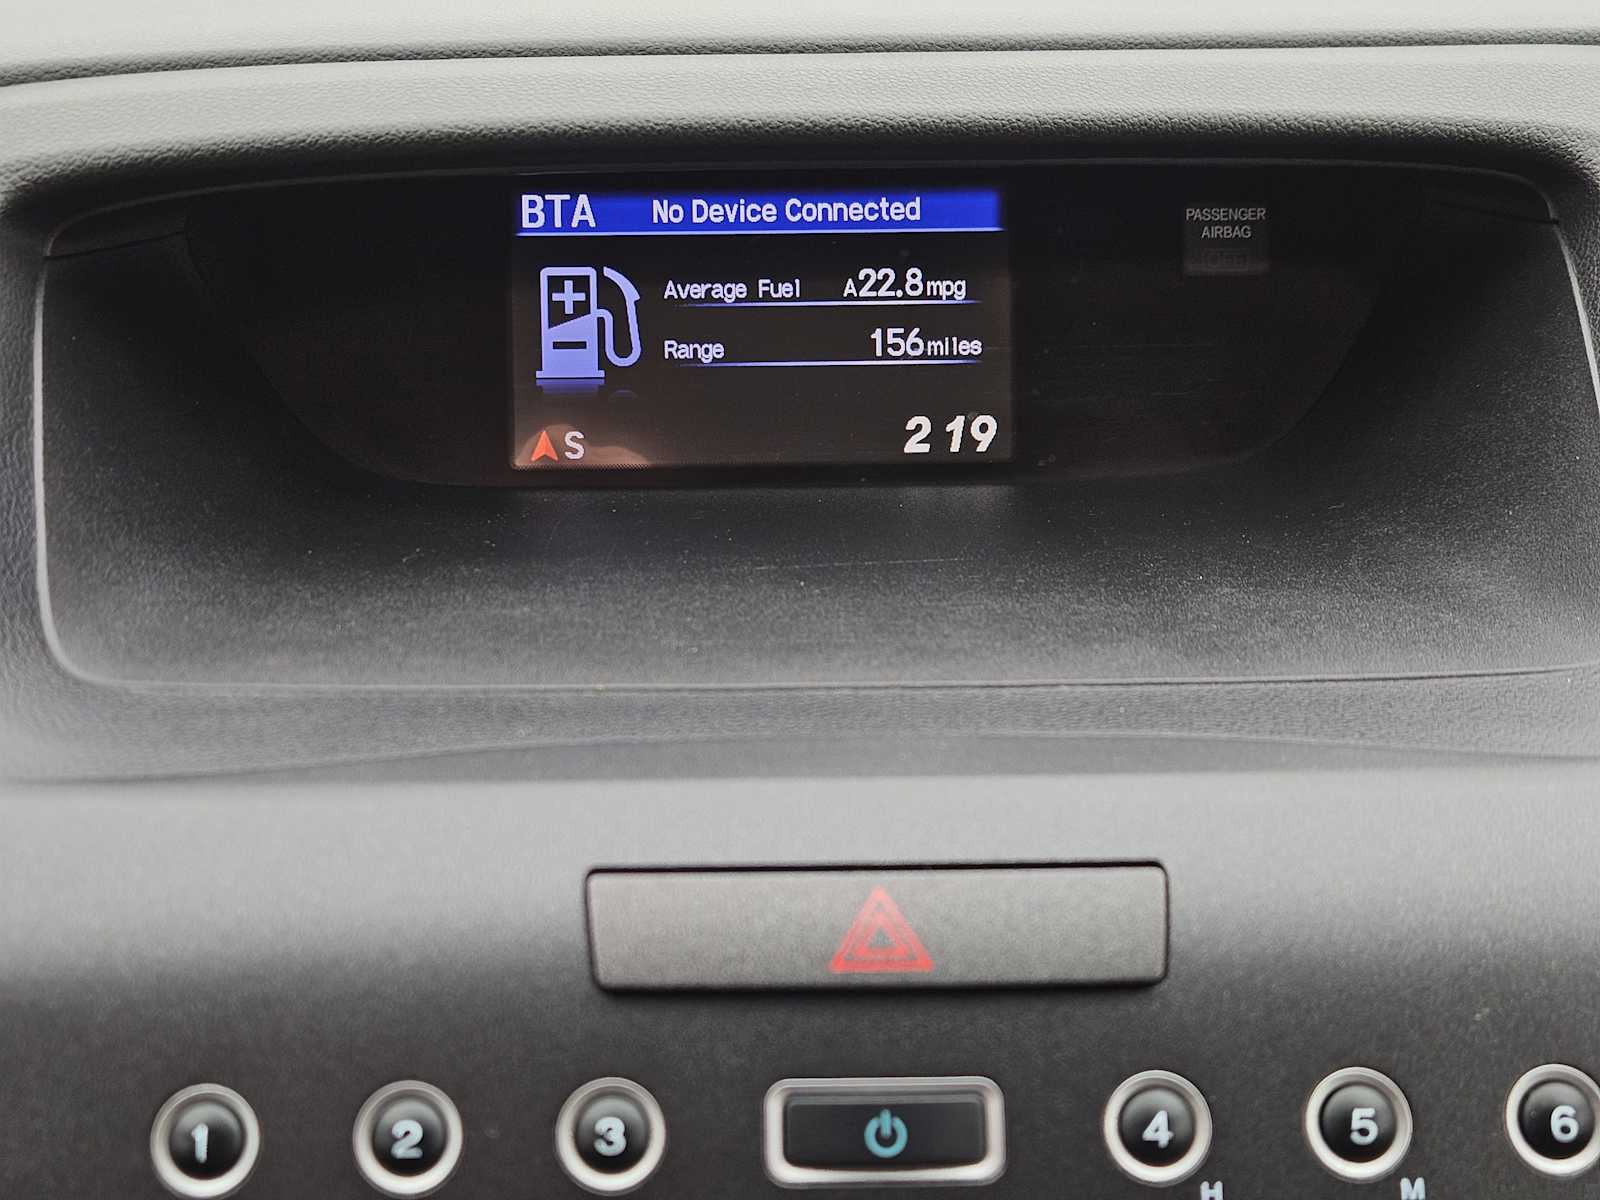 BTA No Device Connected
PASSENGER
AIRBAG
OFF
Average Fuel A22.8mpg
Range 156miles
S 2 19
1 2 3 4 5 6
H M